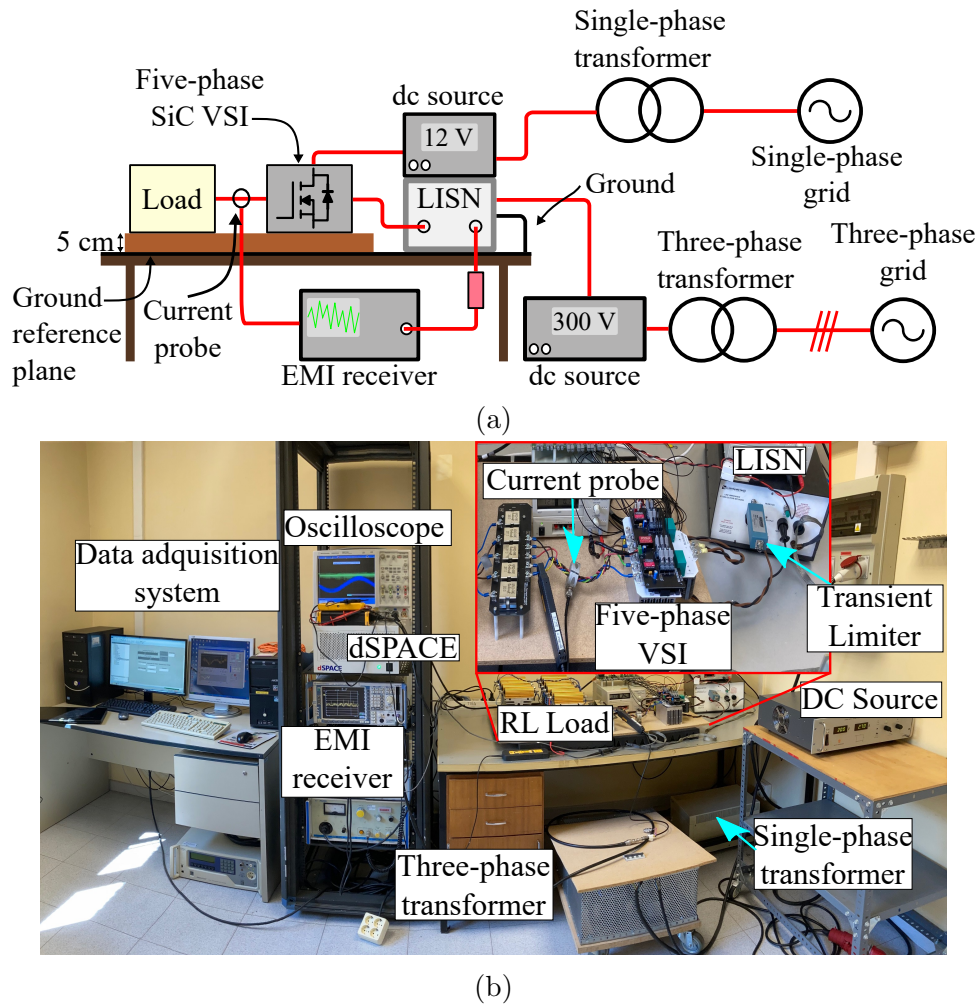 Single-phase
transformer
Five-phase
SiC VSI
dc source
12 V
Single-phase
grid
LISN
Ground
Load
5 cm
Three-phase
transformer
Three-phase
grid
Ground
reference
plane
Current
probe
300 V
EMI receiver
dc source
(a)
LISN
Current probe
Oscilloscope
Data adquisition
system
Transient
Limiter
Five-phase
VSI
dSPACE
dSPACE
DC Source
RL Load
EMI
receiver
Three-phase
transformer
Single-phase
transformer
(b)